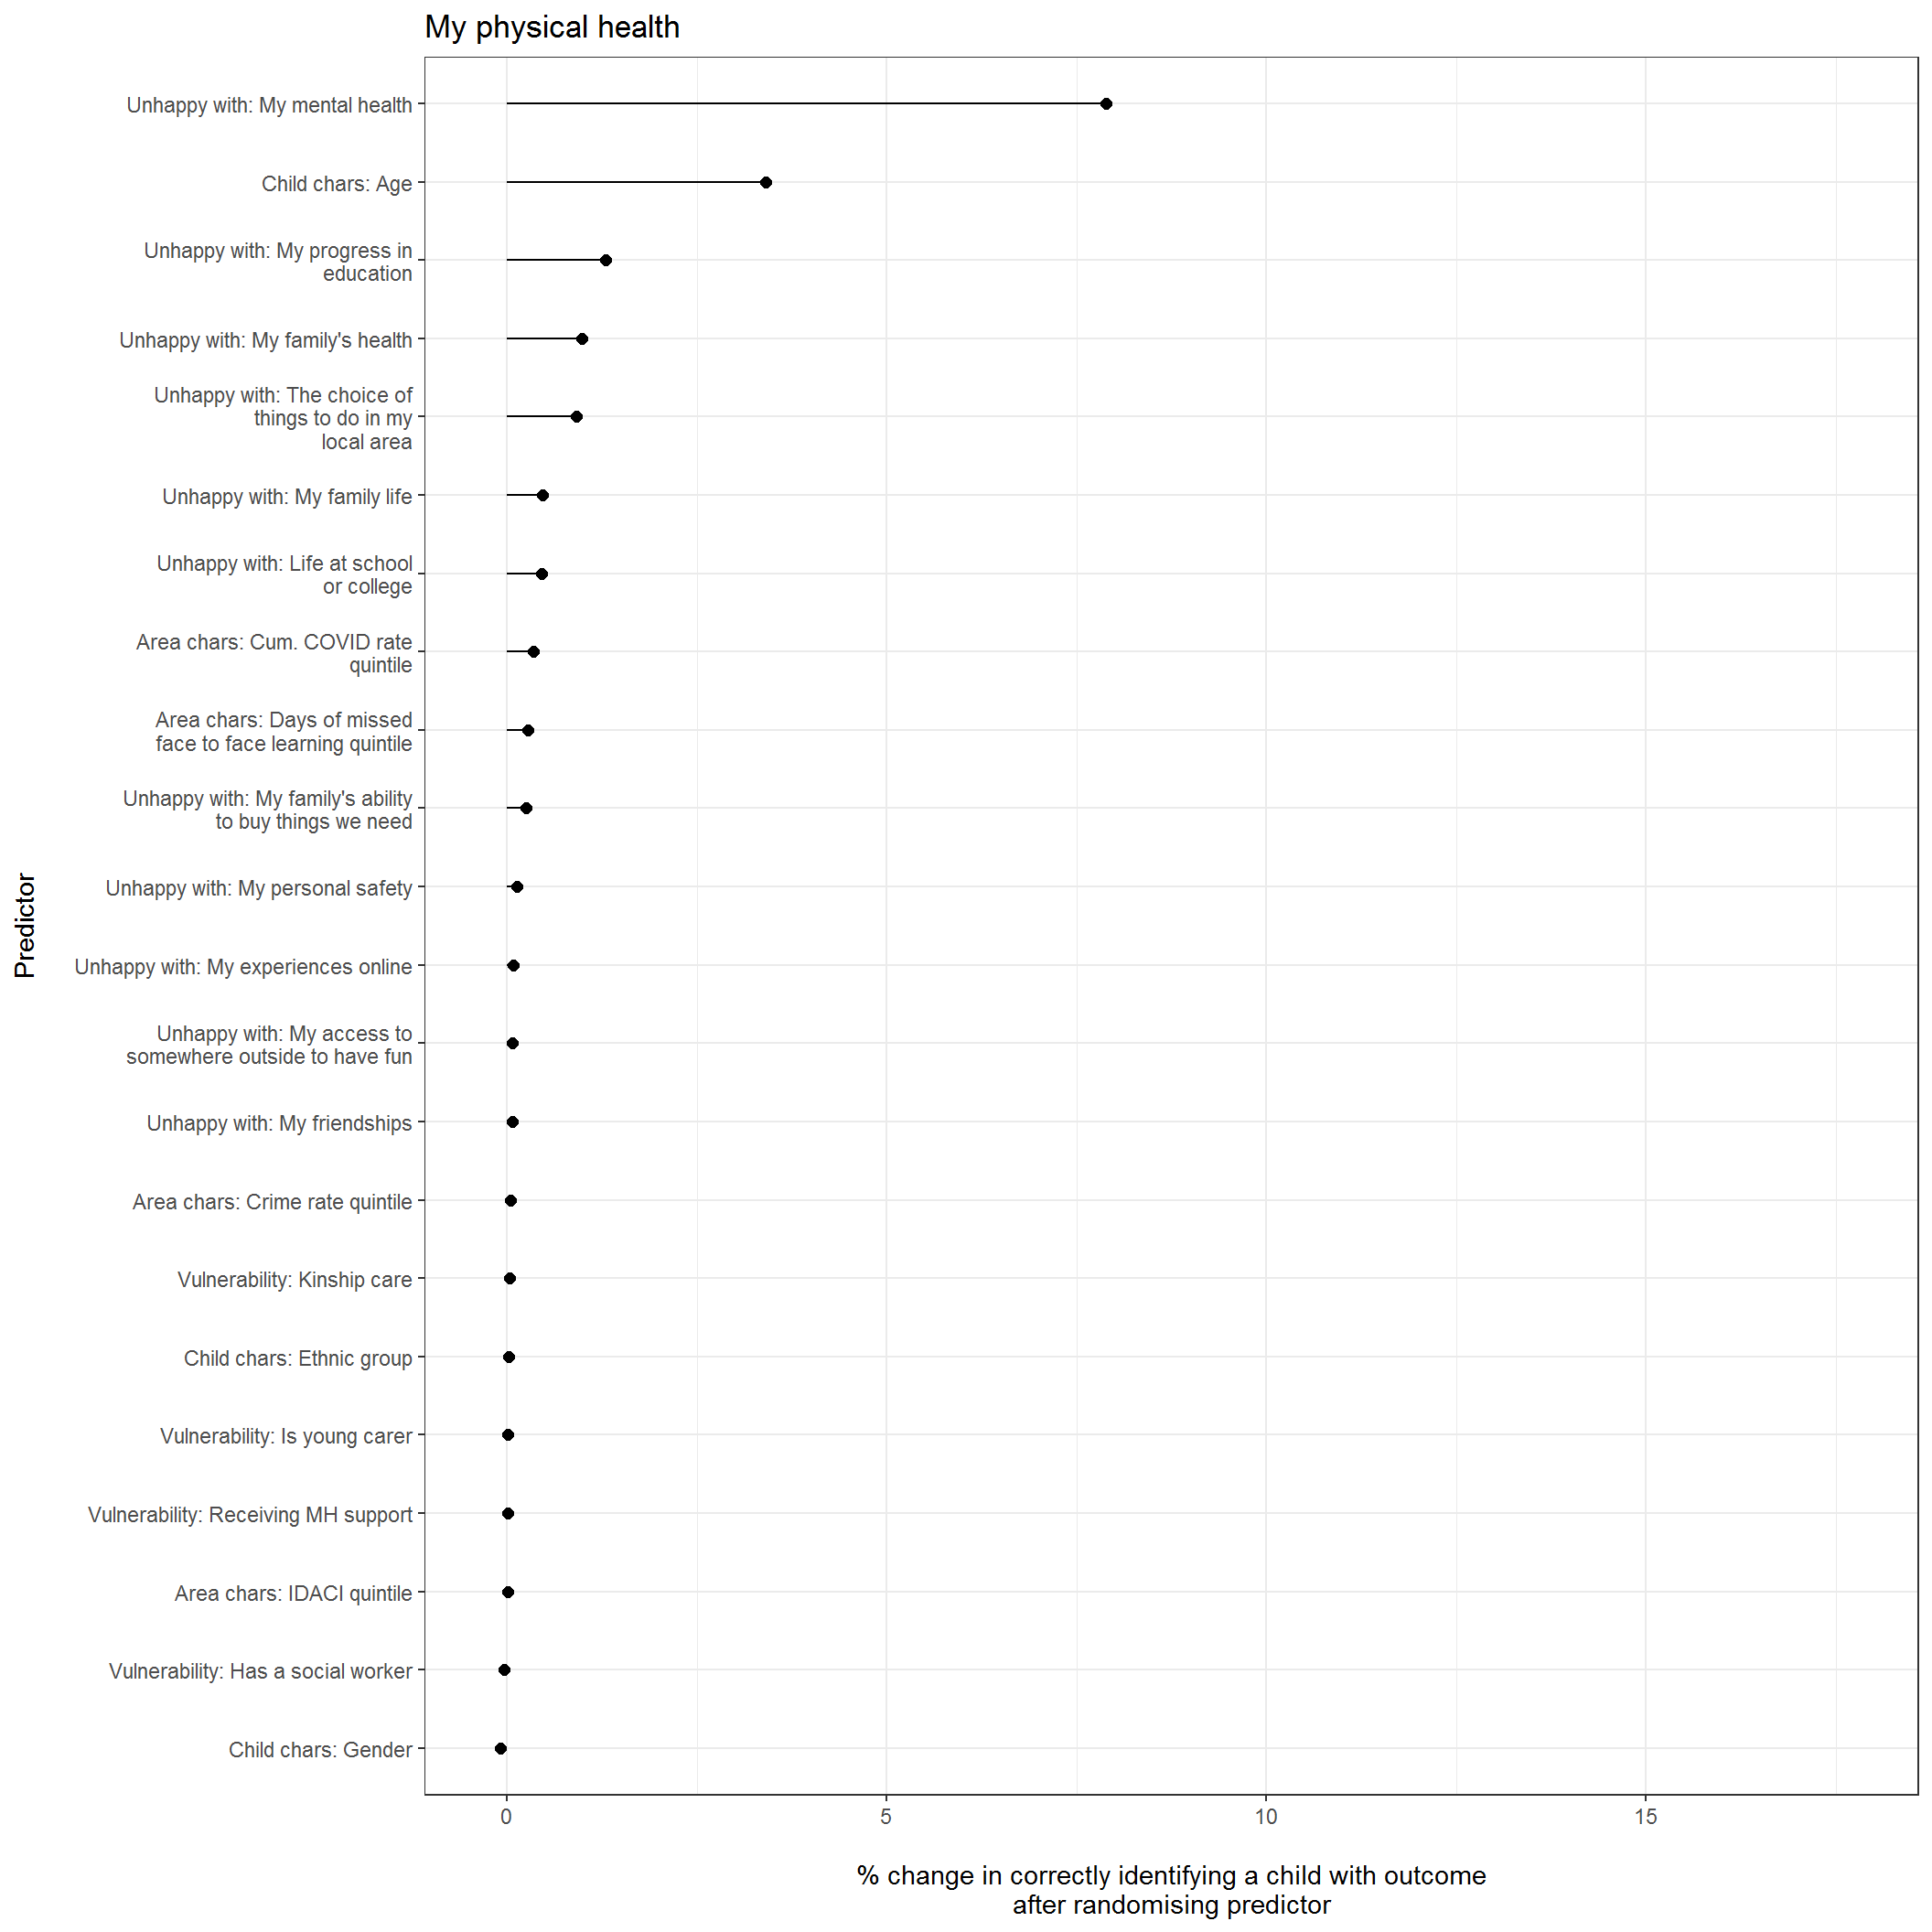 My physical health
Unhappy with: My mental health
Child chars: Age
Unhappy with: My progress in
education
Unhappy with: My family's health
Unhappy with: The choice of
things to do in my
local area
Unhappy with: My family life
Unhappy with: Life at school
or college
Area chars: Cum. COVID rate
quintile
Area chars: Days of missed
face to face learning quintile
Unhappy with: My family's ability
to buy things we need
Unhappy with: My personal safety
Unhappy with: My experiences online
Unhappy with: My access to
somewhere outside to have fun
Unhappy with: My friendships
Area chars: Crime rate quintile
Vulnerability: Kinship care
Child chars: Ethnic group
Vulnerability: Is young carer
Vulnerability: Receiving MH support
Area chars: IDACI quintile
Vulnerability: Has a social worker
Child chars: Gender
Predictor
0 5 10 15
% change in correctly identifying a child with outcome
after randomising predictor